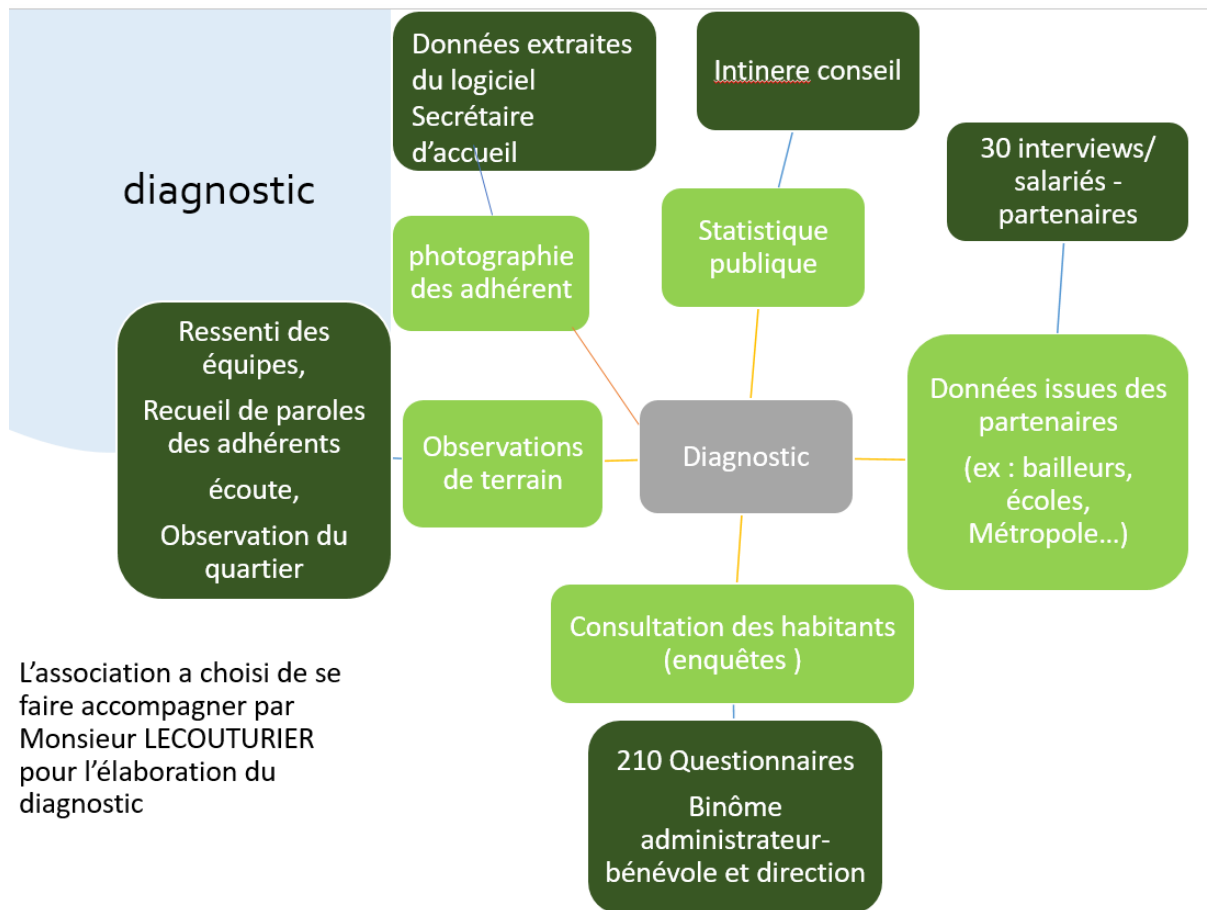 diagnostic
Données extraites
du logiciel
Secrétaire
d’accueil
Intinere conseil
30 interviews/
salariés -
partenaires
photographie
des adhérent
Statistique
publique
Ressenti des
équipes,
Recueil de paroles
des adhérents
écoute,
Observation du
quartier
Observations
de terrain
Diagnostic
Données issues des
partenaires
(ex : bailleurs,
écoles,
Métropole…)
Consultation des habitants
(enquêtes )
210 Questionnaires
Binôme
administrateur-
bénévole et direction
L’association a choisi de se
faire accompagner par
Monsieur LECOUTURIER
pour l’élaboration du
diagnostic